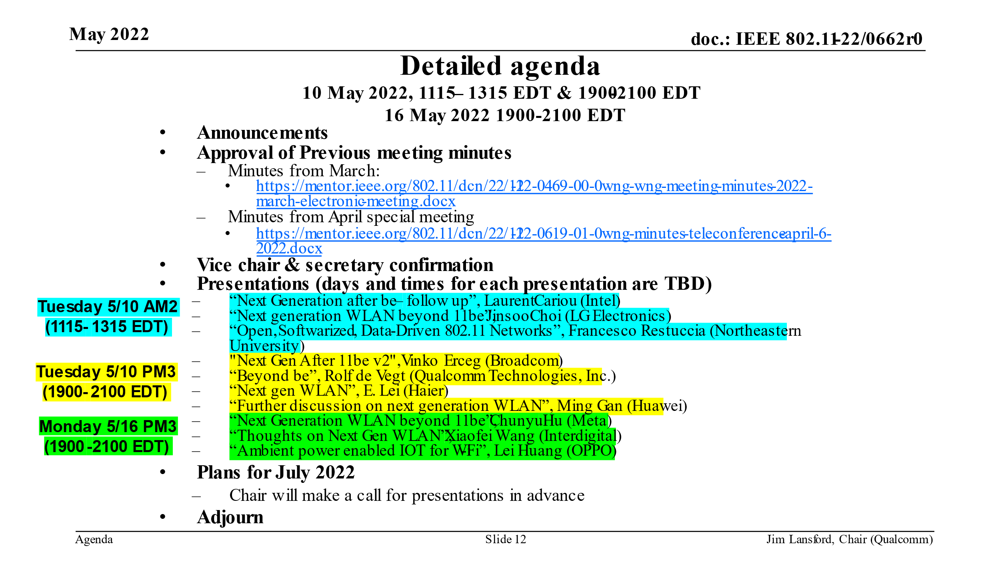 May 2022
doc.: IEEE 802.11-22/0662r0
Detailed agenda
10 May 2022, 1115– 1315 EDT & 1900-2100 EDT
16 May 2022 1900-2100 EDT
• Announcements
• Approval of Previous meeting minutes
– Minutes from March:
• https://mentor.ieee.org/802.11/dcn/22/11-22-0469-00-0wng-wng-meeting-minutes-2022-
march-electronic-meeting.docx
– Minutes from April special meeting
• https://mentor.ieee.org/802.11/dcn/22/11-22-0619-01-0wng-minutes-teleconference-april-6-
2022.docx
• Vice chair & secretary confirmation
• Presentations (days and times for each presentation are TBD)
Tuesday 5/10 AM2
(1115- 1315 EDT)
– “Next Generation after be – follow up”, Laurent Cariou (Intel)
– “Next generation WLAN beyond 11be”, Jinsoo Choi (LG Electronics)
– “Open, Softwarized, Data-Driven 802.11 Networks”, Francesco Restuccia (Northeastern
University)
Tuesday 5/10 PM3
(1900- 2100 EDT)
– "Next Gen After 11be v2", Vinko Erceg (Broadcom)
– “Beyond be”, Rolf de Vegt (Qualcomm Technologies, Inc.)
– “Next gen WLAN”, E. Lei (Haier)
– “Further discussion on next generation WLAN”, Ming Gan (Huawei)
Monday 5/16 PM3
(1900 -2100 EDT)
– “Next Generation WLAN beyond 11be”, Chunyu Hu (Meta)
– “Thoughts on Next Gen WLAN”, Xiaofei Wang (Interdigital)
– “Ambient power enabled IOT for W-Fi”, Lei Huang (OPPO)
• Plans for July 2022
– Chair will make a call for presentations in advance
• Adjourn
Agenda
Slide 12
Jim Lansford, Chair (Qualcomm)